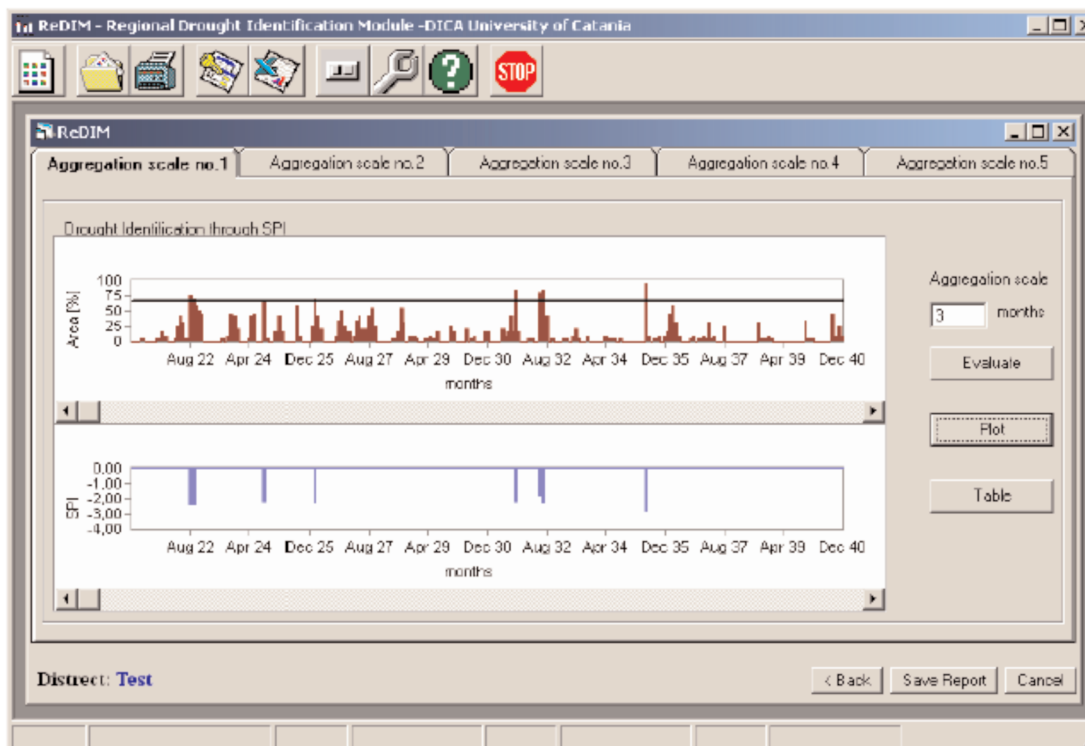 ReDIM - Regional Drought Identification Module -DICA University of Catania
STOP
ReDIM
Aggregation scale no.1 Aggregation scale no.2 Aggregation scale no.3 Aggregation scale no.4 Aggregation scale no.5
Drought Identification through SPI
Area [%]
100
75
50
25
0
Aug 22 Apr 24 Dec 25 Aug 27 Apr 29 Dec 30 Aug 32 Apr 34 Dec 35 Aug 37 Apr 39 Dec 40
months
Aggregation scale
3 months
Evaluate
Plot
Table
SPI
0,00
-1,00
-2,00
-3,00
-4,00
Aug 22 Apr 24 Dec 25 Aug 27 Apr 29 Dec 30 Aug 32 Apr 34 Dec 35 Aug 37 Apr 39 Dec 40
months
Distrect: Test
< Back Save Report Cancel